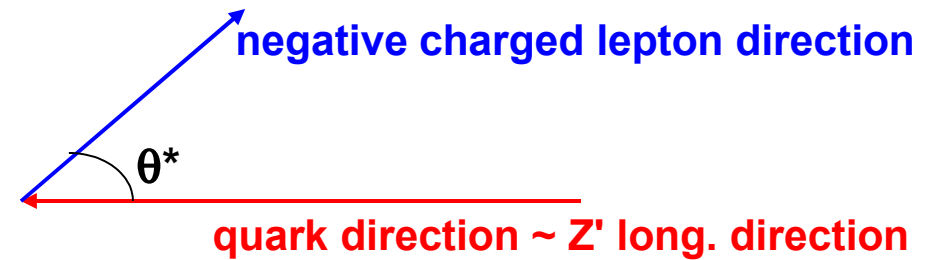 negative charged lepton direction
θ*
quark direction ~ Z' long. direction